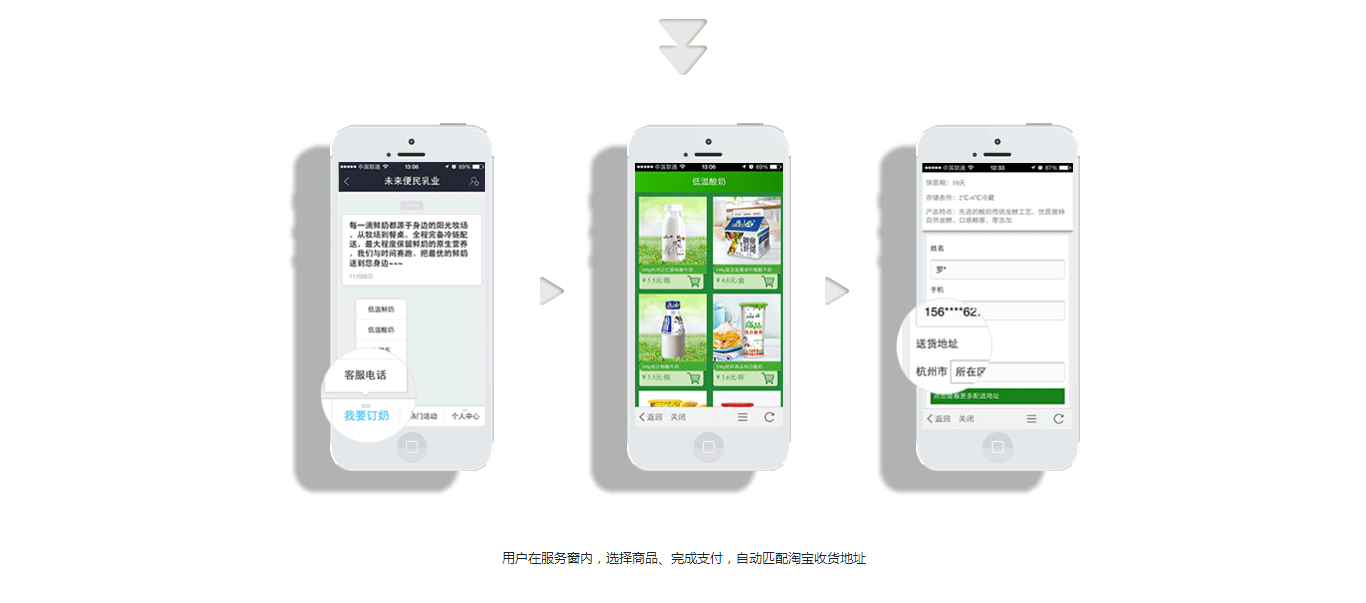 中国联通 13:06 69%
未来便民乳业
每一滴鲜奶都源于身边的阳光牧场
，从牧场到餐桌，全程完备冷链配
送，最大程度保留鲜奶的原生营养
，我们与时间赛跑，把最优的鲜奶
送到您身边~~~
11月26日
低温鲜奶
低温酸奶
客服电话
我要订奶 热门活动 个人中心
中国联通 13:06 69%
低温酸奶
¥5.5元/瓶 ¥4.0元/盒
¥3.5元/瓶 ¥3.6元/杯
返回 关闭
中国联通 13:33 87%
保质期：10天
存储条件：2℃-6℃冷藏
产品特点：先进的酸奶传统发酵工艺，优质菌种
自然发酵，口感醇厚，零添加
姓名
罗*
手机
156****62.
送货地址
杭州市 所在区
点击查看更多配送地址
返回 关闭
用户在服务窗内，选择商品、完成支付，自动匹配淘宝收货地址